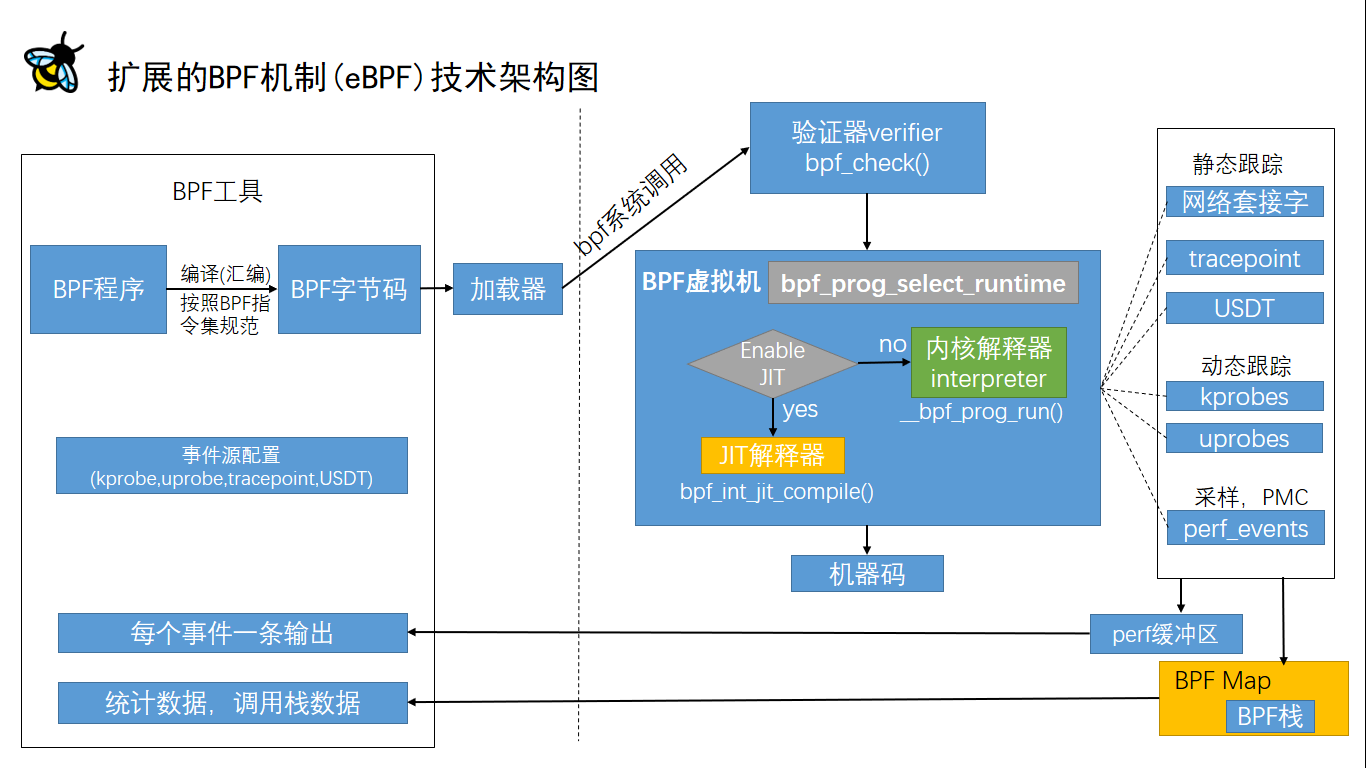 扩展的BPF机制(eBPF)技术架构图
BPF工具
BPF程序
编译(汇编)
按照BPF指
令集规范
BPF字节码
加载器
bpf系统调用
事件源配置
(kprobe,uprobe,tracepoint,USDT)
每个事件一条输出
统计数据，调用栈数据
验证器verifier
bpf_check()
BPF虚拟机
bpf_prog_select_runtime
Enable
JIT
no
yes
内核解释器
interpreter
__bpf_prog_run()
JIT解释器
bpf_int_jit_compile()
机器码
静态跟踪
网络套接字
tracepoint
USDT
动态跟踪
kprobes
uprobes
采样，PMC
perf_events
perf缓冲区
BPF Map
BPF栈